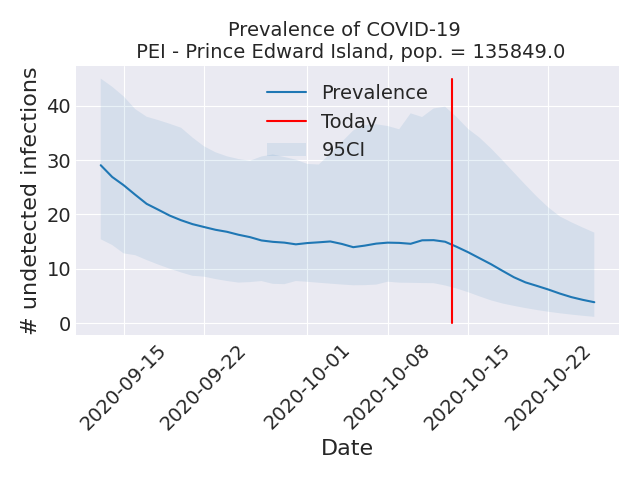 Prevalence of COVID-19
PEI - Prince Edward Island, pop. = 135849.0
# undetected infections
40
30
20
10
0
Prevalence
Today
95CI
2020-09-15
2020-09-22
2020-10-01
2020-10-08
2020-10-15
2020-10-22
Date